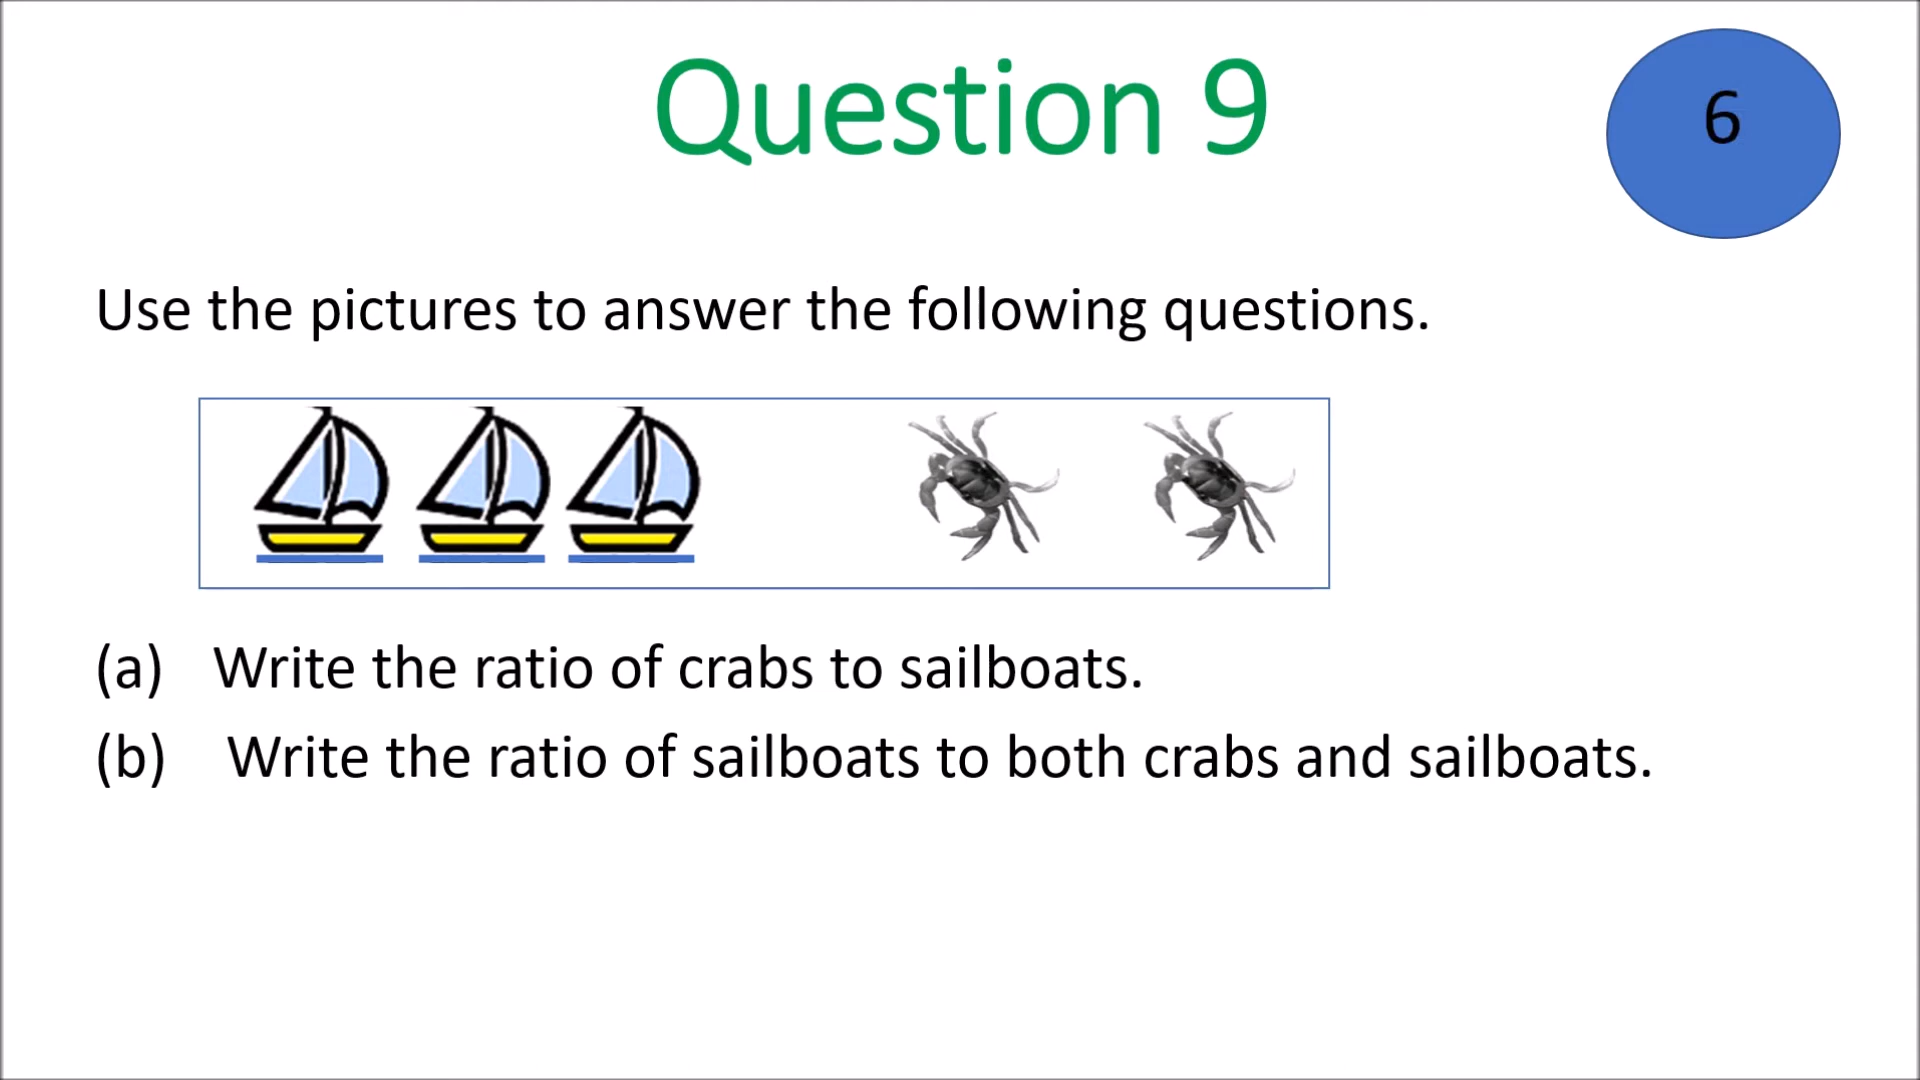 Question 9
6
Use the pictures to answer the following questions.
(a) Write the ratio of crabs to sailboats.
(b) Write the ratio of sailboats to both crabs and sailboats.